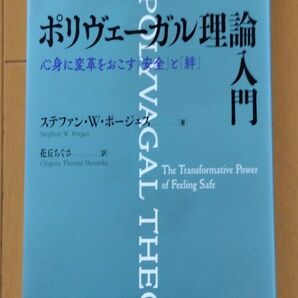 ポリヴェーガル理論入門
心身に変革をおこす「安全」と「絆」
ステファン・W・ポージェス 著
Stephen W. Porges
花丘ちぐさ 訳
Chigusa Theresa Hanaoka
The Transformative Power
of Feeling Safe
POLYVAGAL THEO